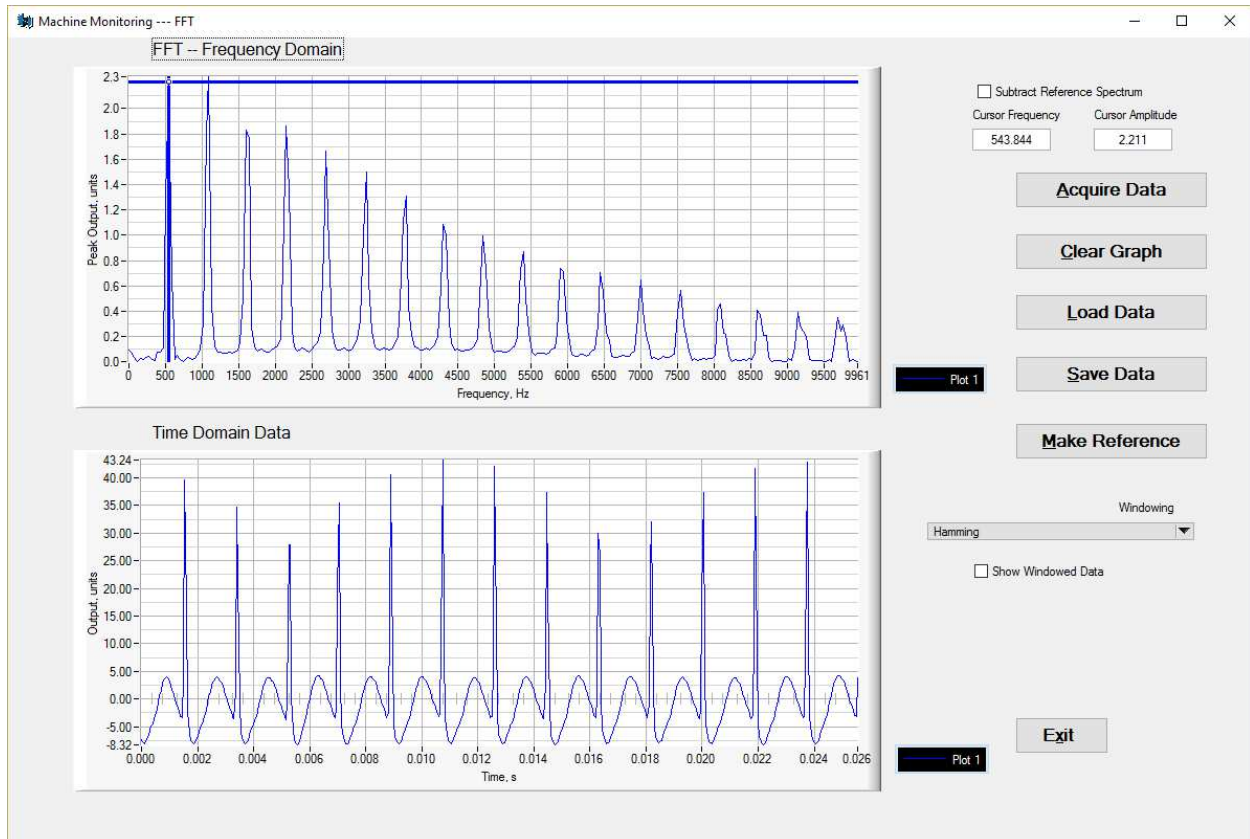 Machine Monitoring --- FFT
FFT -- Frequency Domain
2.3
2.0
1.8
1.6
1.4
1.2
1.0
0.8
0.6
0.4
0.2
0.0
Peak Output, units
0 500 1000 1500 2000 2500 3000 3500 4000 4500 5000 5500 6000 6500 7000 7500 8000 8500 9000 9500 9961
Frequency, Hz
Plot 1
Subtract Reference Spectrum
Cursor Frequency Cursor Amplitude
543.844 2.211
Acquire Data
Clear Graph
Load Data
Save Data
Make Reference
Windowing
Hamming
Show Windowed Data
Exit
Time Domain Data
43.24
40.00
35.00
30.00
25.00
20.00
15.00
10.00
5.00
0.00
-5.00
-8.32
Output, units
0.000 0.002 0.004 0.006 0.008 0.010 0.012 0.014 0.016 0.018 0.020 0.022 0.024 0.026
Time, s
Plot 1